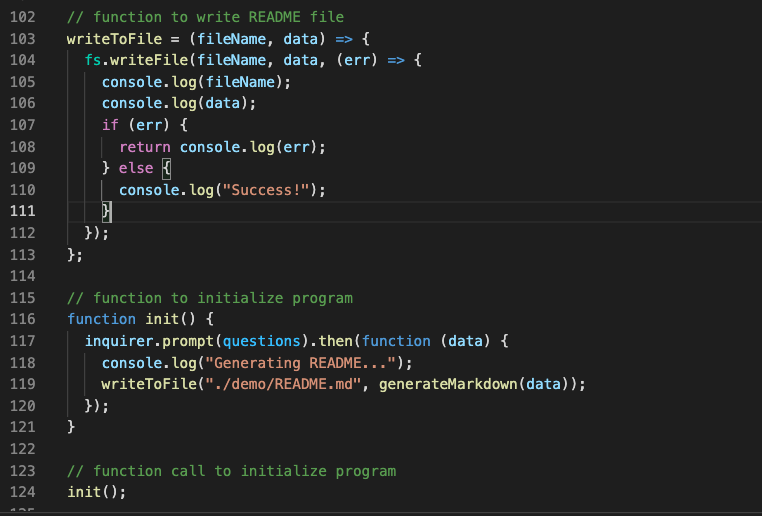 102 // function to write README file
103 writeToFile = (fileName, data) => {
104 fs.writeFile(fileName, data, (err) => {
105 console.log(fileName);
106 console.log(data);
107 if (err) {
108 return console.log(err);
109 } else {
110 console.log("Success!");
111 }
112 });
113 };
114
115 // function to initialize program
116 function init() {
117 inquirer.prompt(questions).then(function (data) {
118 console.log("Generating README...");
119 writeToFile("./demo/README.md", generateMarkdown(data));
120 });
121 }
122
123 // function call to initialize program
124 init();